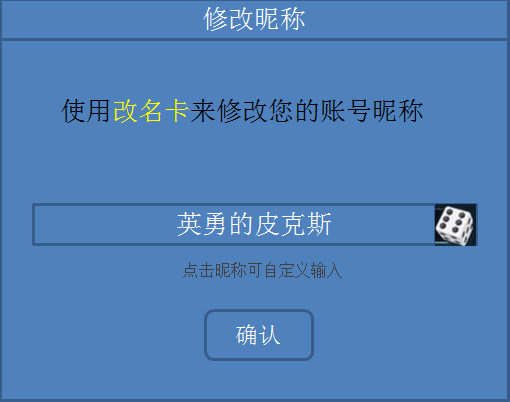 修改昵称
使用改名卡来修改您的账号昵称
英勇的皮克斯
点击昵称可自定义输入
确认